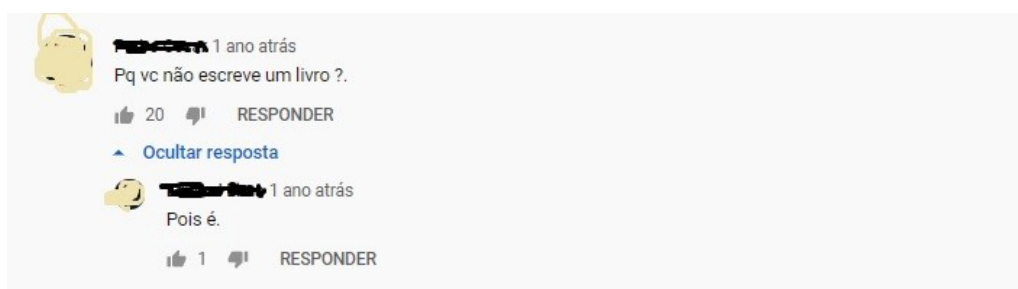 1 ano atrás
Pq vc não escreve um livro ?.
20 RESPONDER
Ocultar resposta
1 ano atrás
Pois é.
1 RESPONDER